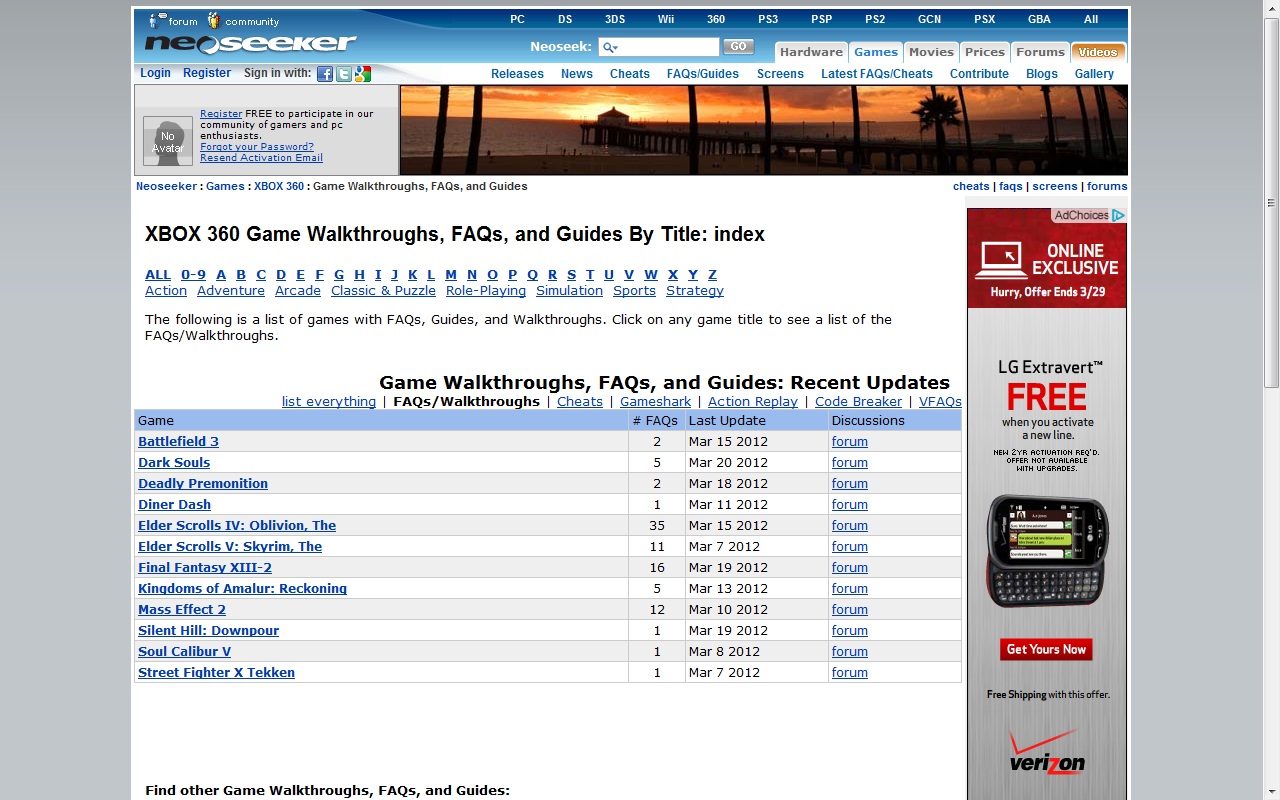 forum community
PC DS 3DS Wii 360 PS3 PSP PS2 GCN PSX GBA All
neoseeker
Neoseek: GO
Hardware Games Movies Prices Forums Videos
Login Register Sign in with:
Releases News Cheats FAQs/Guides Screens Latest FAQs/Cheats Contribute Blogs Gallery
No Avatar
Register FREE to participate in our
community of gamers and pc
enthusiasts.
Forgot your Password?
Resend Activation Email
Neoseeker : Games : XBOX 360 : Game Walkthroughs, FAQs, and Guides
cheats | faqs | screens | forums
XBOX 360 Game Walkthroughs, FAQs, and Guides By Title: index
ALL 0-9 A B C D E F G H I J K L M N O P Q R S T U V W X Y Z
Action Adventure Arcade Classic & Puzzle Role-Playing Simulation Sports Strategy
The following is a list of games with FAQs, Guides, and Walkthroughs. Click on any game title to see a list of the
FAQs/Walkthroughs.
Game Walkthroughs, FAQs, and Guides: Recent Updates
list everything | FAQs/Walkthroughs | Cheats | Gameshark | Action Replay | Code Breaker | VFAQs
Game # FAQs Last Update Discussions
Battlefield 3 2 Mar 15 2012 forum
Dark Souls 5 Mar 20 2012 forum
Deadly Premonition 2 Mar 18 2012 forum
Diner Dash 1 Mar 11 2012 forum
Elder Scrolls IV: Oblivion, The 35 Mar 15 2012 forum
Elder Scrolls V: Skyrim, The 11 Mar 7 2012 forum
Final Fantasy XIII-2 16 Mar 19 2012 forum
Kingdoms of Amalur: Reckoning 5 Mar 13 2012 forum
Mass Effect 2 12 Mar 10 2012 forum
Silent Hill: Downpour 1 Mar 19 2012 forum
Soul Calibur V 1 Mar 8 2012 forum
Street Fighter X Tekken 1 Mar 7 2012 forum
Find other Game Walkthroughs, FAQs, and Guides:
AdChoices
ONLINE
EXCLUSIVE
Hurry, Offer Ends 3/29
LG Extravert™
FREE
when you activate
a new line.
NEW 2YR ACTIVATION REQ'D.
OFFER NOT AVAILABLE
WITH UPGRADES.
Get Yours Now
Free Shipping with this offer.
verizon